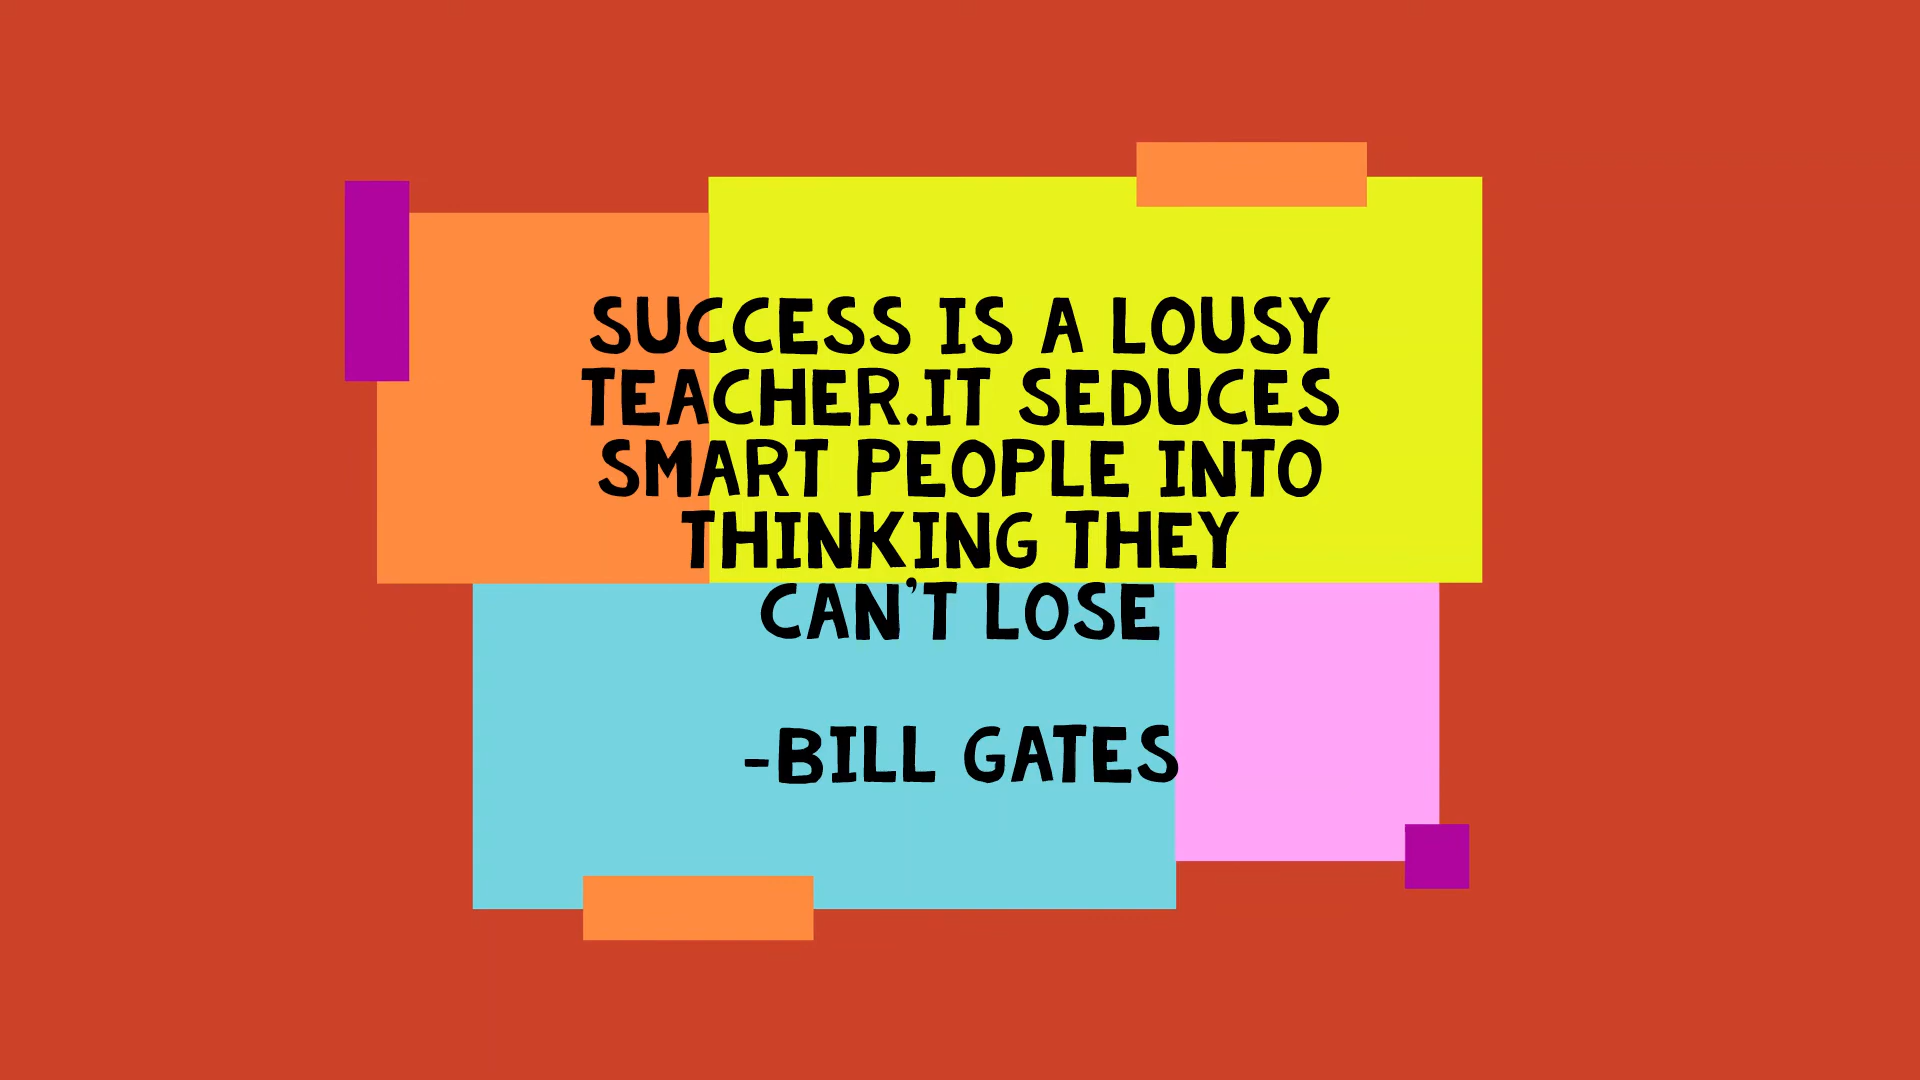 SUCCESS IS A LOUSY
TEACHER.IT SEDUCES
SMART PEOPLE INTO
THINKING THEY
CAN'T LOSE
-BILL GATES